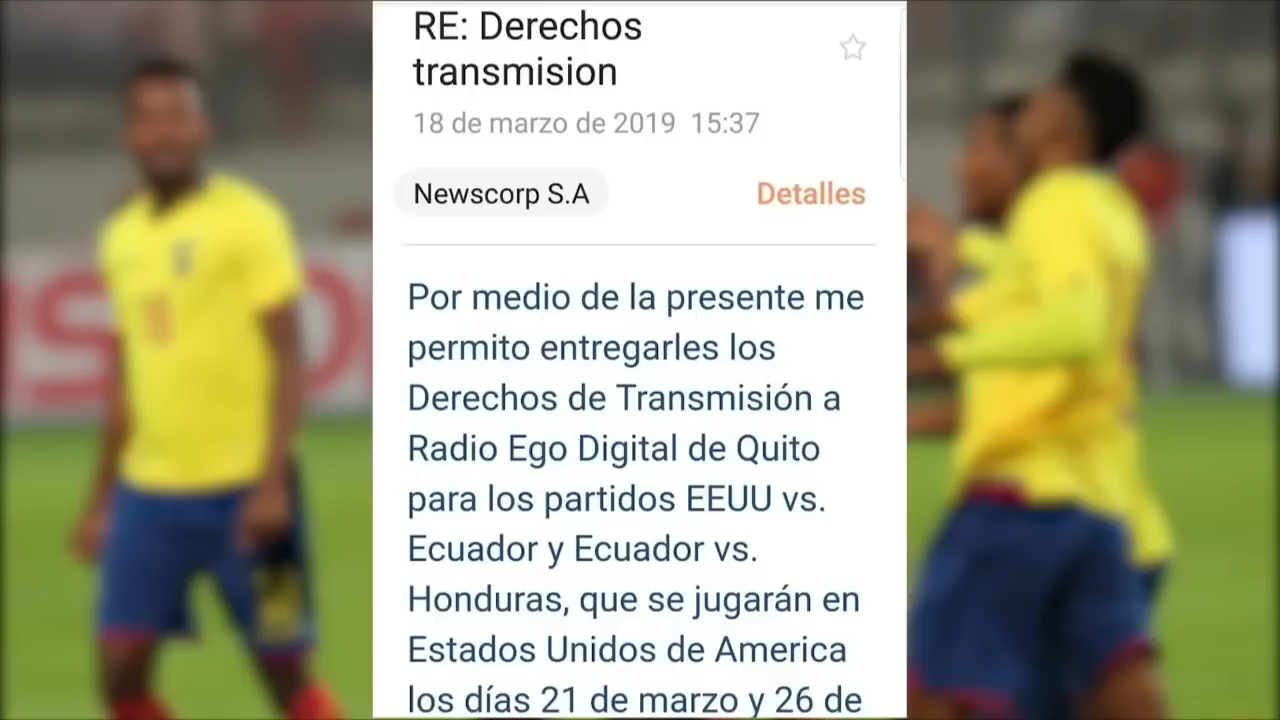 RE: Derechos
transmision
18 de marzo de 2019 15:37
Newscorp S.A
Detalles
Por medio de la presente me
permito entregarles los
Derechos de Transmisión a
Radio Ego Digital de Quito
para los partidos EEUU vs.
Ecuador y Ecuador vs.
Honduras, que se jugarán en
Estados Unidos de America
los días 21 de marzo y 26 de